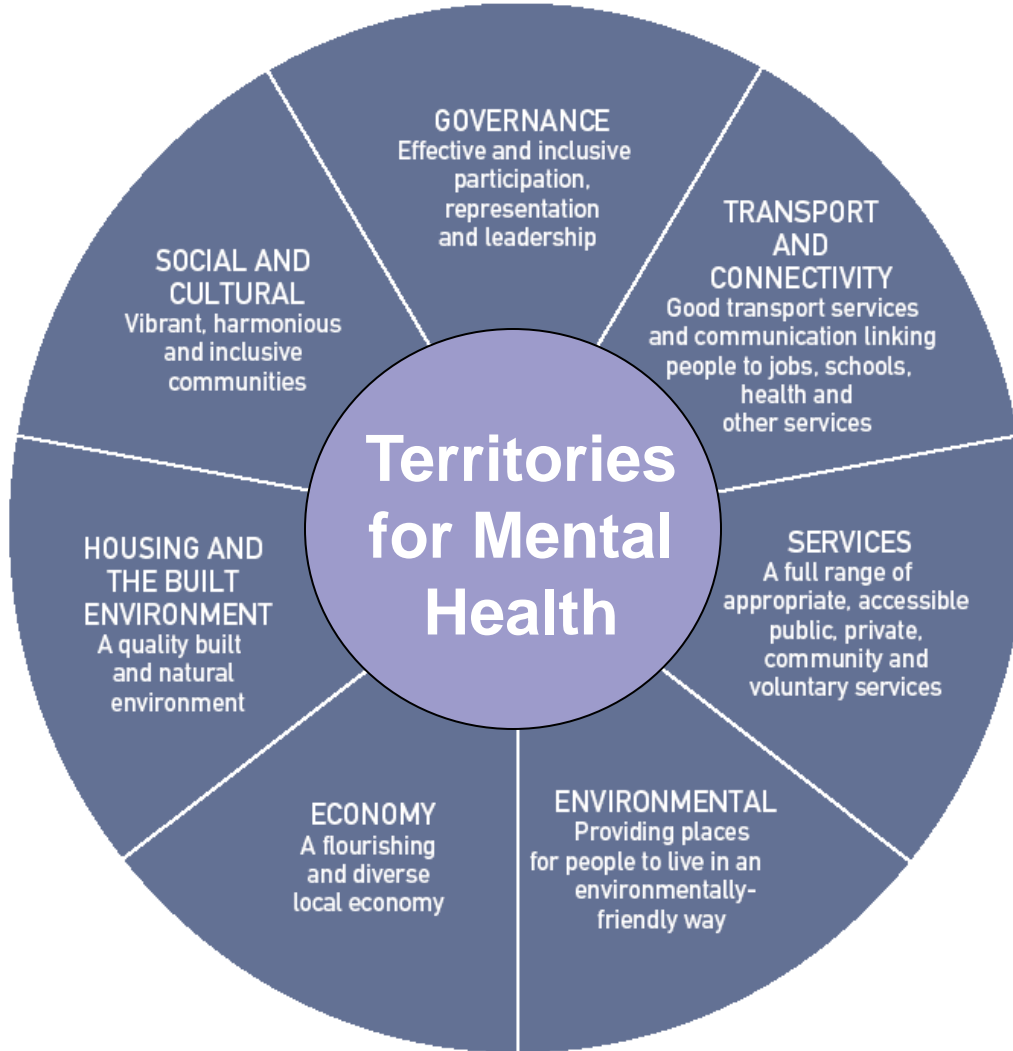 GOVERNANCE
Effective and inclusive
participation,
representation
and leadership
TRANSPORT
AND
CONNECTIVITY
Good transport services
and communication linking
people to jobs, schools,
health and
other services
SERVICES
A full range of
appropriate, accessible
public, private,
community and
voluntary services
ENVIRONMENTAL
Providing places
for people to live in an
environmentally-
friendly way
ECONOMY
A flourishing
and diverse
local economy
HOUSING AND
THE BUILT
ENVIRONMENT
A quality built
and natural
environment
SOCIAL AND
CULTURAL
Vibrant, harmonious
and inclusive
communities
Territories
for Mental
Health